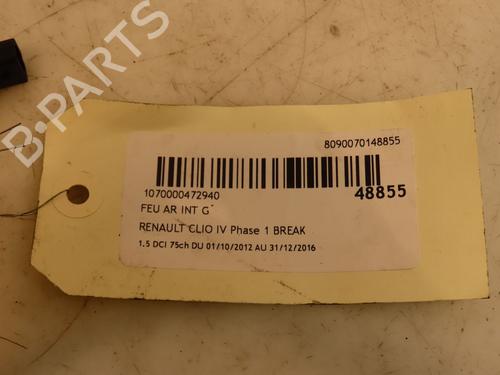 B-PARTS
8090070148855
1070000472940
48855
FEU AR INT G*
RENAULT CLIO IV Phase 1 BREAK
1.5 DCI 75ch DU 01/10/2012 AU 31/12/2016